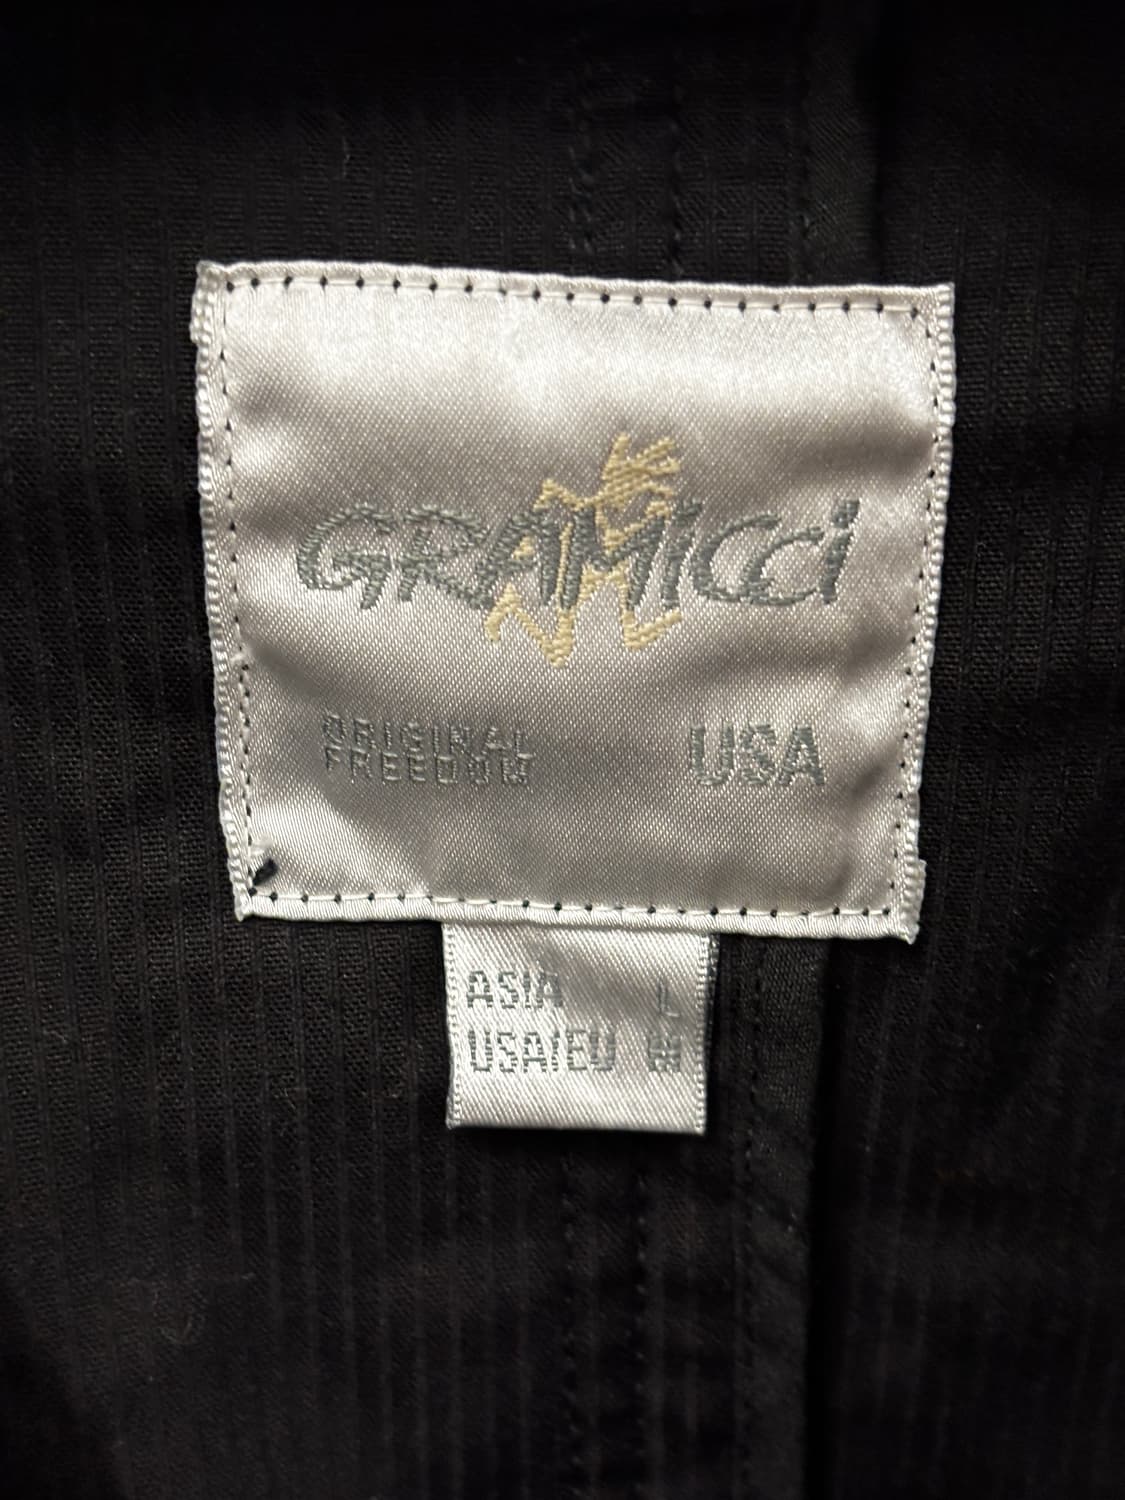 GRAMICCi
ORIGINAL
FREEDOM
USA
ASIA L
USA/EU M